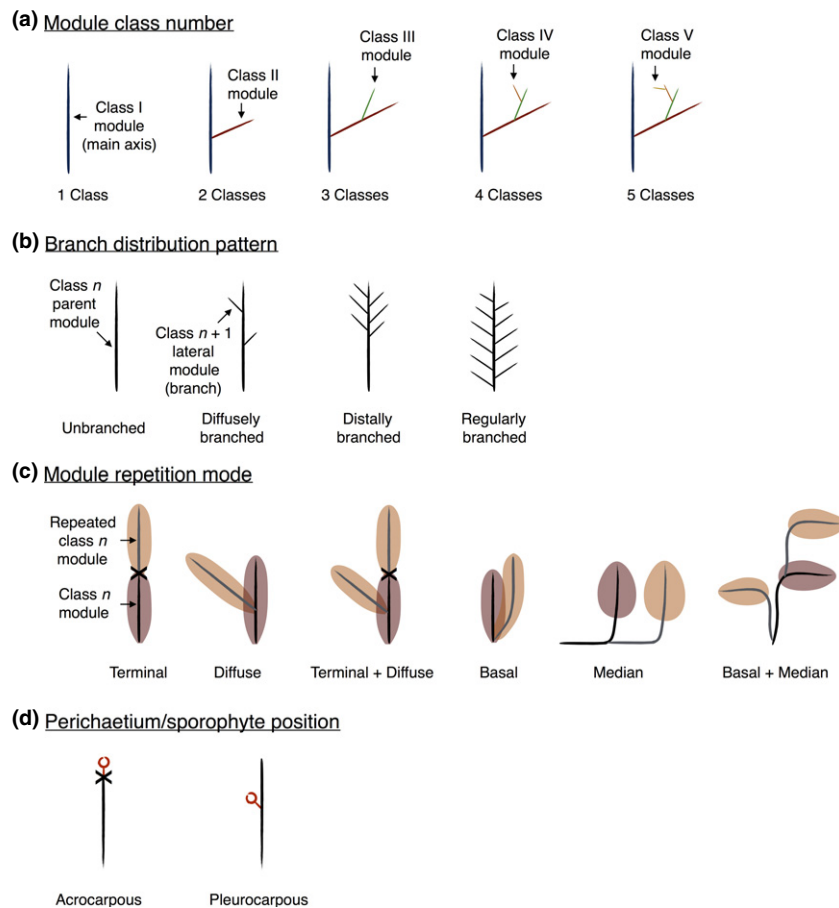 (a) Module class number
Class I
module
(main axis)
Class II
module
Class III
module
Class IV
module
Class V
module
1 Class
2 Classes
3 Classes
4 Classes
5 Classes
(b) Branch distribution pattern
Class n
parent
module
Class n + 1
lateral
module
(branch)
Unbranched
Diffusely
branched
Distally
branched
Regularly
branched
(c) Module repetition mode
Repeated
class n
module
Class n
module
Terminal
Diffuse
Terminal + Diffuse
Basal
Median
Basal + Median
(d) Perichaetium/sporophyte position
Acrocarpous
Pleurocarpous